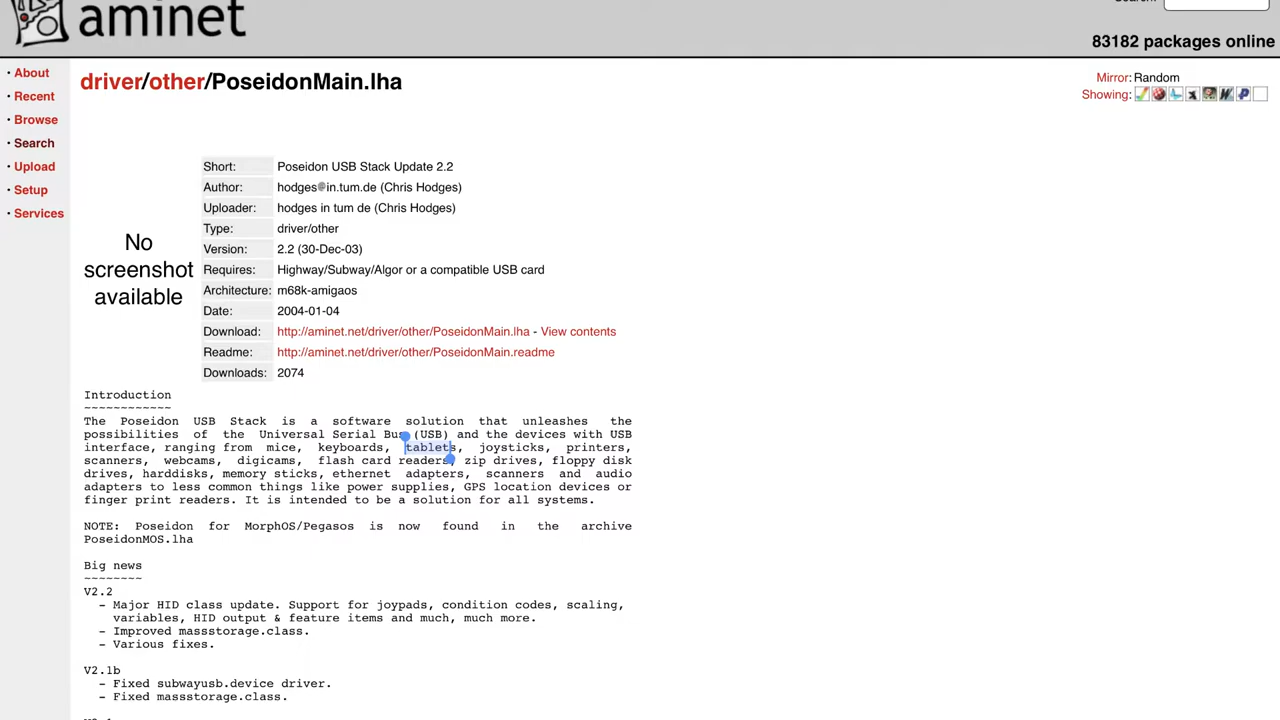 aminet
83182 packages online
· About
· Recent
· Browse
· Search
· Upload
· Setup
· Services
driver/other/PoseidonMain.lha
Mirror: Random
Showing:
No
screenshot
available
Short: Poseidon USB Stack Update 2.2
Author: hodges@in.tum.de (Chris Hodges)
Uploader: hodges in tum de (Chris Hodges)
Type: driver/other
Version: 2.2 (30-Dec-03)
Requires: Highway/Subway/Algor or a compatible USB card
Architecture: m68k-amigaos
Date: 2004-01-04
Download: http://aminet.net/driver/other/PoseidonMain.lha - View contents
Readme: http://aminet.net/driver/other/PoseidonMain.readme
Downloads: 2074
Introduction
~~~~~~~~~~~~
The Poseidon USB Stack is a software solution that unleashes the
possibilities of the Universal Serial Bus (USB) and the devices with USB
interface, ranging from mice, keyboards, tablets, joysticks, printers,
scanners, webcams, digicams, flash card readers, zip drives, floppy disk
drives, harddisks, memory sticks, ethernet adapters, scanners and audio
adapters to less common things like power supplies, GPS location devices or
finger print readers. It is intended to be a solution for all systems.
NOTE: Poseidon for MorphOS/Pegasos is now found in the archive
PoseidonMOS.lha
Big news
~~~~~~~~
V2.2
- Major HID class update. Support for joypads, condition codes, scaling,
variables, HID output & feature items and much, much more.
- Improved massstorage.class.
- Various fixes.
V2.1b
- Fixed subwayusb.device driver.
- Fixed massstorage.class.